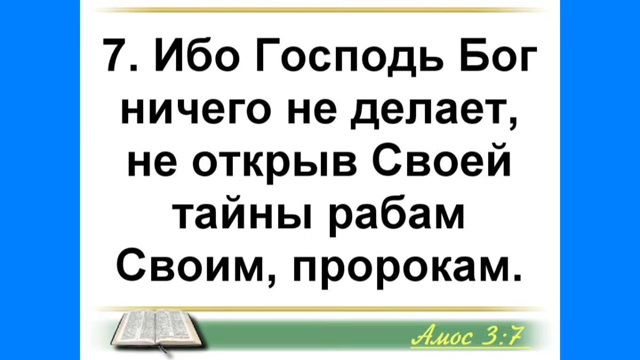 7. Ибо Господь Бог
ничего не делает,
не открыв Своей
тайны рабам
Своим, пророкам.
Амос 3:7